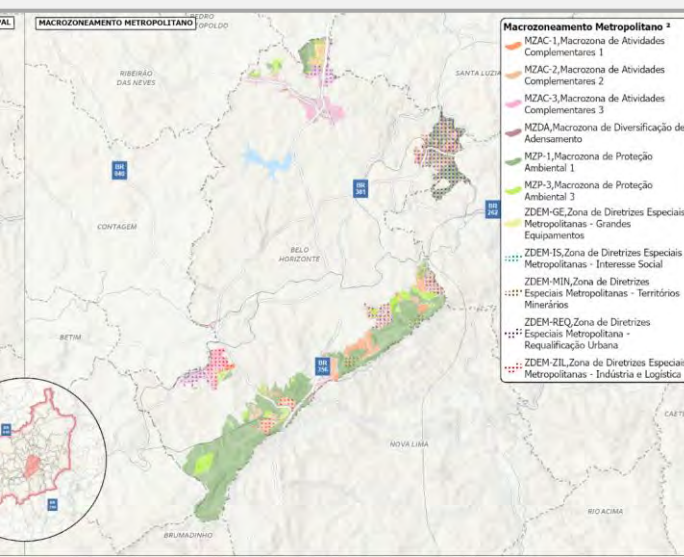 PAL
MACROZONEAMENTO METROPOLITANO
PEDRO
LEOPOLDO
RIBEIRÃO
DAS NEVES
SANTA LUZIA
BR
040
BR
381
BR
262
CONTAGEM
BELO
HORIZONTE
BETIM
BR
356
NOVA LIMA
CAETÉ
RIO ACIMA
BRUMADINHO
Macrozoneamento Metropolitano ²
MZAC-1,Macrozona de Atividades
Complementares 1
MZAC-2,Macrozona de Atividades
Complementares 2
MZAC-3,Macrozona de Atividades
Complementares 3
MZDA,Macrozona de Diversificação de
Adensamento
MZP-1,Macrozona de Proteção
Ambiental 1
MZP-3,Macrozona de Proteção
Ambiental 3
ZDEM-GE,Zona de Diretrizes Especiais
Metropolitanas - Grandes
Equipamentos
ZDEM-IS,Zona de Diretrizes Especiais
Metropolitanas - Interesse Social
ZDEM-MIN,Zona de Diretrizes
Especiais Metropolitanas - Territórios
Minerários
ZDEM-REQ,Zona de Diretrizes
Especiais Metropolitana -
Requalificação Urbana
ZDEM-ZIL,Zona de Diretrizes Especiais
Metropolitanas - Indústria e Logística